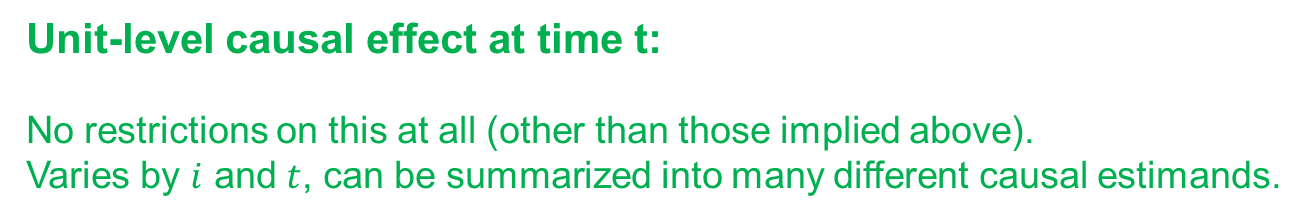 Unit-level causal effect at time t:
No restrictions on this at all (other than those implied above).
Varies by i and t, can be summarized into many different causal estimands.